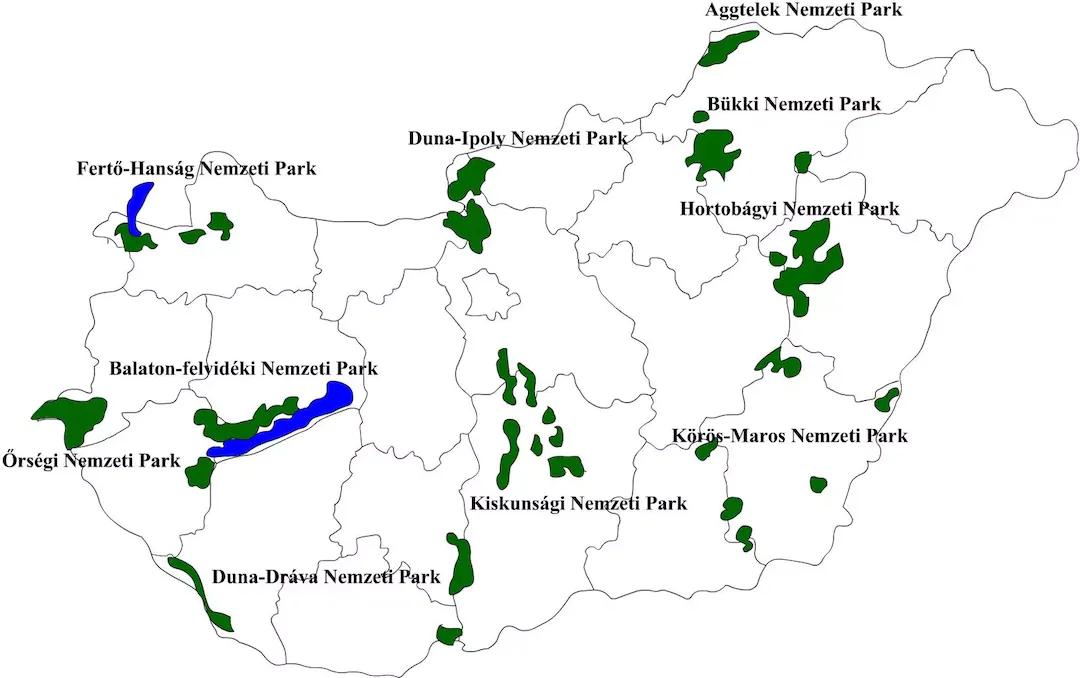 Aggtelek Nemzeti Park
Bükki Nemzeti Park
Duna-Ipoly Nemzeti Park
Fertő-Hanság Nemzeti Park
Hortobágyi Nemzeti Park
Balaton-felvidéki Nemzeti Park
Körös-Maros Nemzeti Park
Őrségi Nemzeti Park
Kiskunsági Nemzeti Park
Duna-Dráva Nemzeti Park